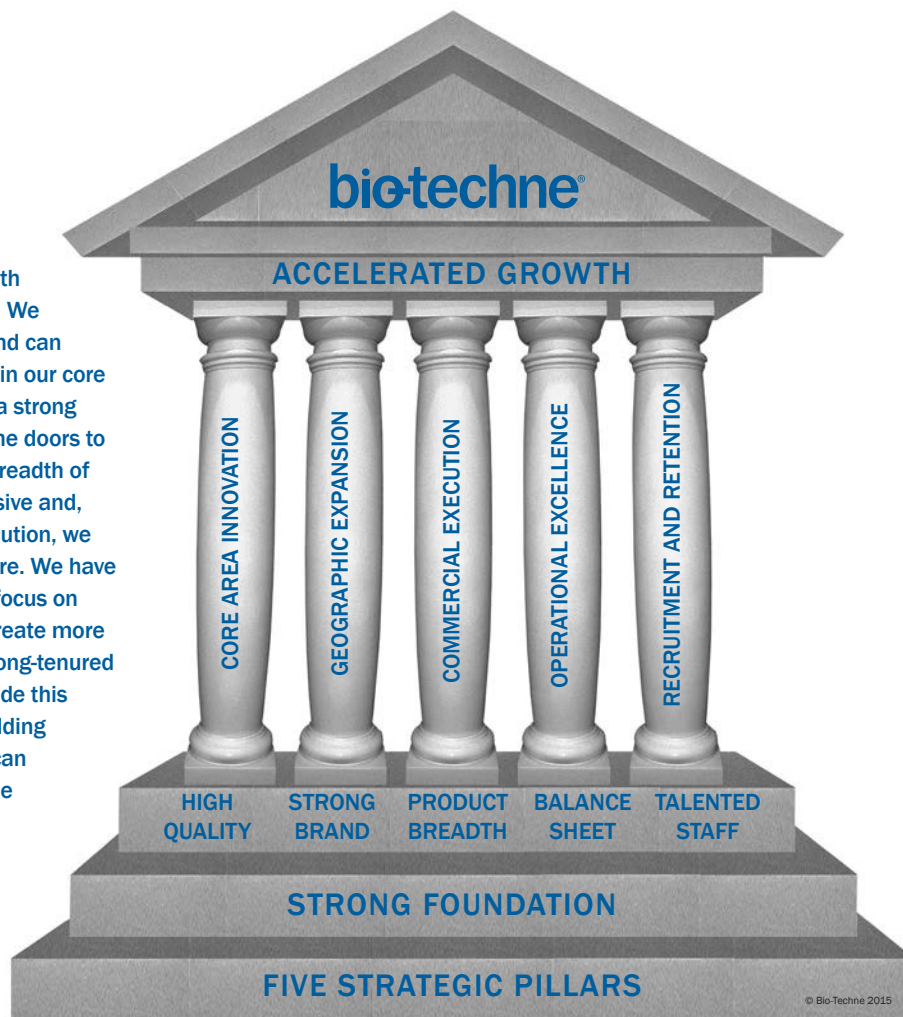 bio-techne®
ACCELERATED GROWTH
th
. We
nd can
in our core
a strong
he doors to
readth of
sive and,
ution, we
re. We have
focus on
reate more
ong-tenured
de this
lding
can
e
CORE AREA INNOVATION
GEOGRAPHIC EXPANSION
COMMERCIAL EXECUTION
OPERATIONAL EXCELLENCE
RECRUITMENT AND RETENTION
HIGH QUALITY
STRONG BRAND
PRODUCT BREADTH
BALANCE SHEET
TALENTED STAFF
STRONG FOUNDATION
FIVE STRATEGIC PILLARS
© Bio-Techne 2015